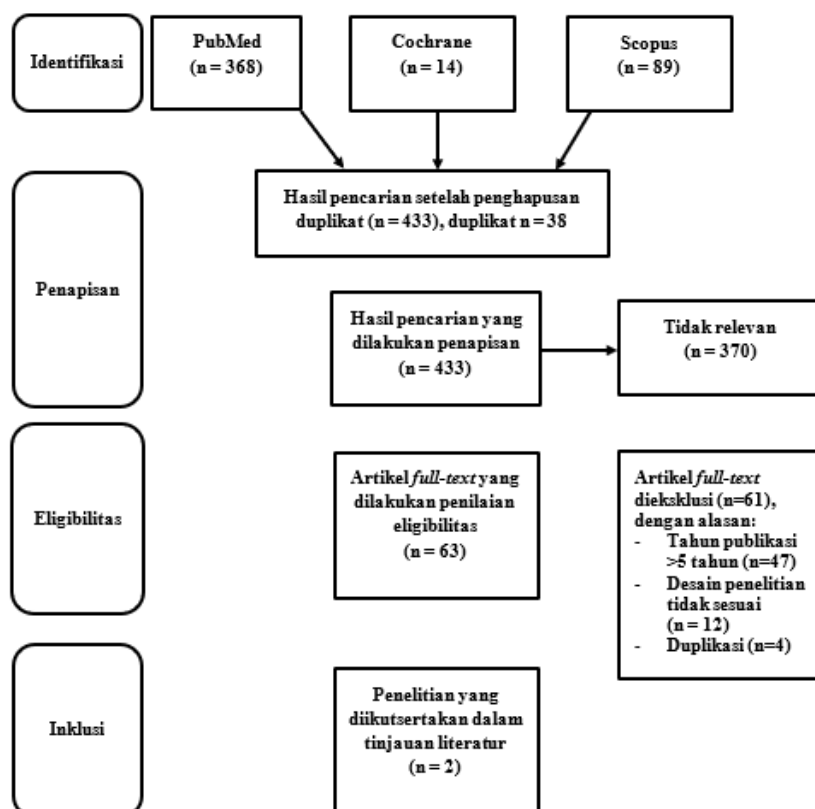 Identifikasi
PubMed
(n = 368)
Cochrane
(n = 14)
Scopus
(n = 89)
Penapisan
Hasil pencarian setelah penghapusan
duplikat (n = 433), duplikat n = 38
Hasil pencarian yang
dilakukan penapisan
(n = 433)
Tidak relevan
(n = 370)
Eligibilitas
Artikel full-text yang
dilakukan penilaian
eligibilitas
(n = 63)
Artikel full-text
dieksklusi (n=61),
dengan alasan:
- Tahun publikasi
>5 tahun (n=47)
- Desain penelitian
tidak sesuai
(n = 12)
- Duplikasi (n=4)
Inklusi
Penelitian yang
diikutsertakan dalam
tinjauan literatur
(n = 2)